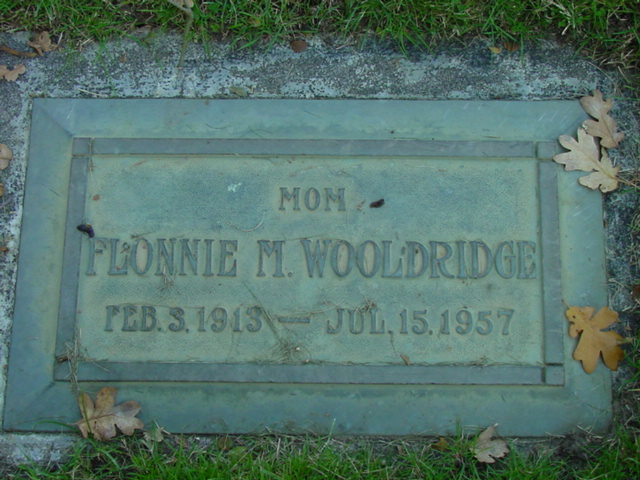 MOM
FLONNIE M. WOOLDRIDGE
FEB. 3. 1913 — JUL. 15. 1957